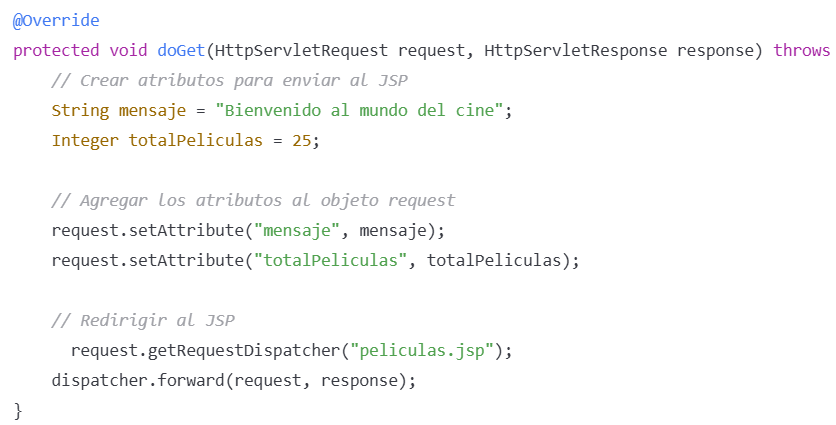 @Override
protected void doGet(HttpServletRequest request, HttpServletResponse response) throws
// Crear atributos para enviar al JSP
String mensaje = "Bienvenido al mundo del cine";
Integer totalPeliculas = 25;
// Agregar los atributos al objeto request
request.setAttribute("mensaje", mensaje);
request.setAttribute("totalPeliculas", totalPeliculas);
// Redirigir al JSP
request.getRequestDispatcher("peliculas.jsp");
dispatcher.forward(request, response);
}